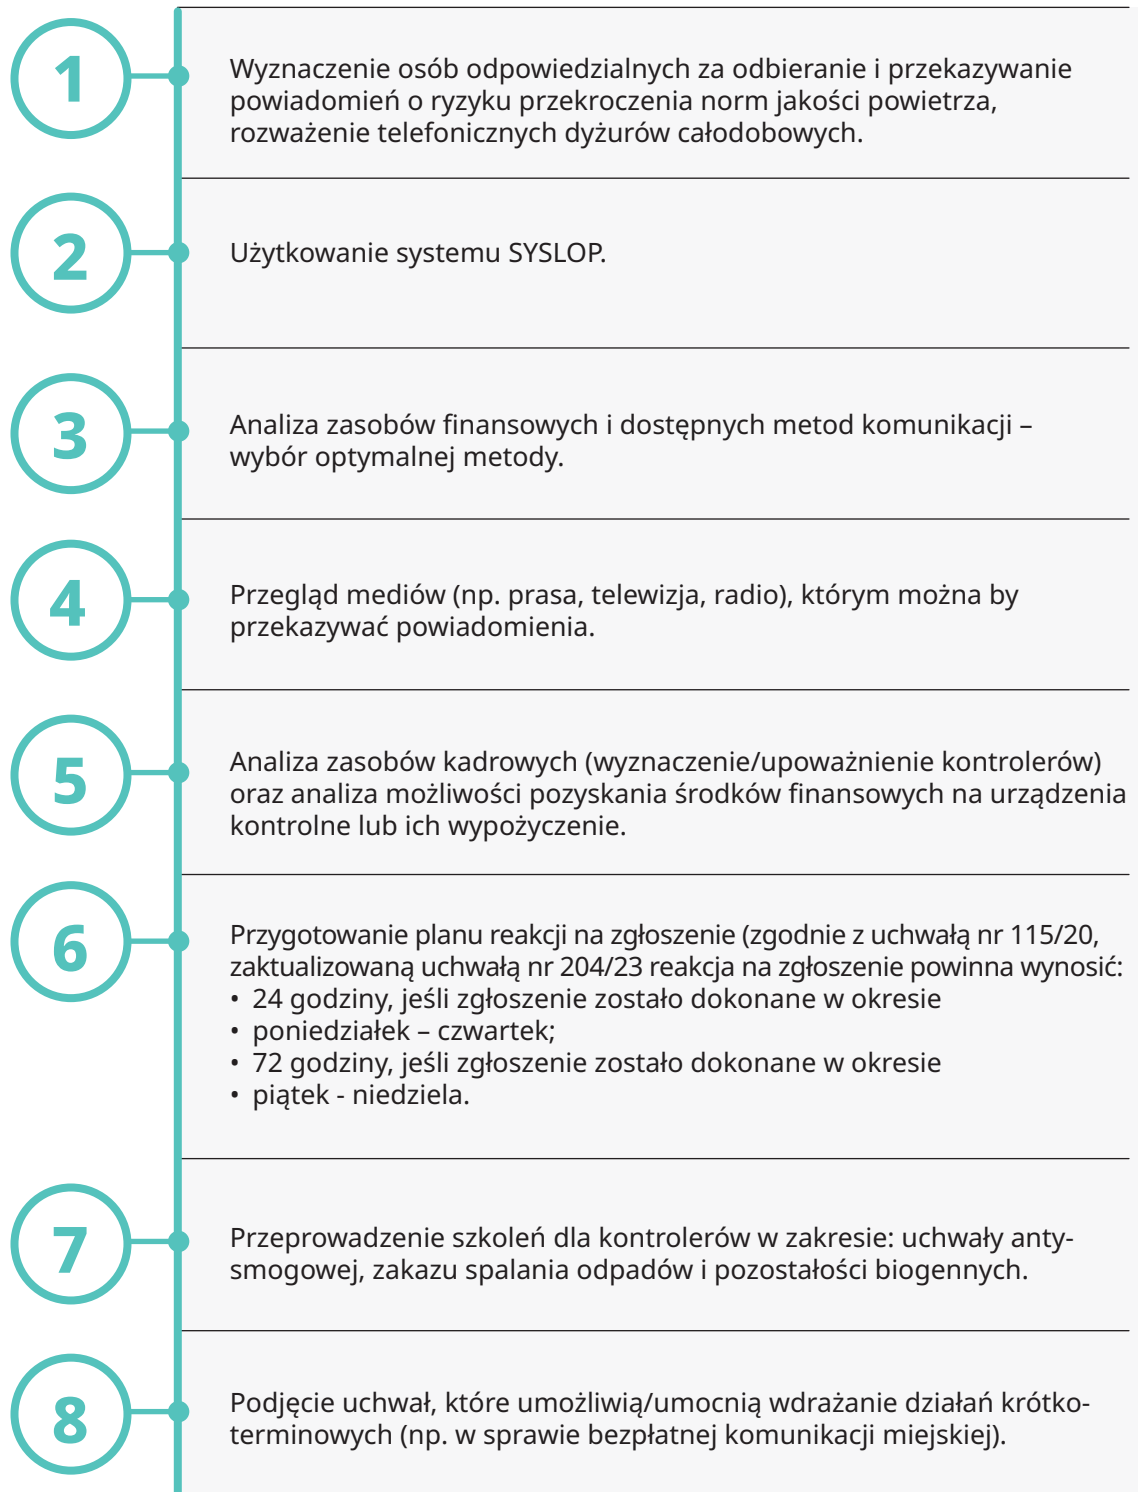 1
Wyznaczenie osób odpowiedzialnych za odbieranie i przekazywanie
powiadomień o ryzyku przekroczenia norm jakości powietrza,
rozważenie telefonicznych dyżurów całodobowych.
2
Użytkowanie systemu SYSLOP.
3
Analiza zasobów finansowych i dostępnych metod komunikacji –
wybór optymalnej metody.
4
Przegląd mediów (np. prasa, telewizja, radio), którym można by
przekazywać powiadomienia.
5
Analiza zasobów kadrowych (wyznaczenie/upoważnienie kontrolerów)
oraz analiza możliwości pozyskania środków finansowych na urządzenia
kontrolne lub ich wypożyczenie.
6
Przygotowanie planu reakcji na zgłoszenie (zgodnie z uchwałą nr 115/20,
zaktualizowaną uchwałą nr 204/23 reakcja na zgłoszenie powinna wynosić:
• 24 godziny, jeśli zgłoszenie zostało dokonane w okresie
• poniedziałek – czwartek;
• 72 godziny, jeśli zgłoszenie zostało dokonane w okresie
• piątek - niedziela.
7
Przeprowadzenie szkoleń dla kontrolerów w zakresie: uchwały anty-
smogowej, zakazu spalania odpadów i pozostałości biogennych.
8
Podjęcie uchwał, które umożliwią/umocnią wdrażanie działań krótko-
terminowych (np. w sprawie bezpłatnej komunikacji miejskiej).